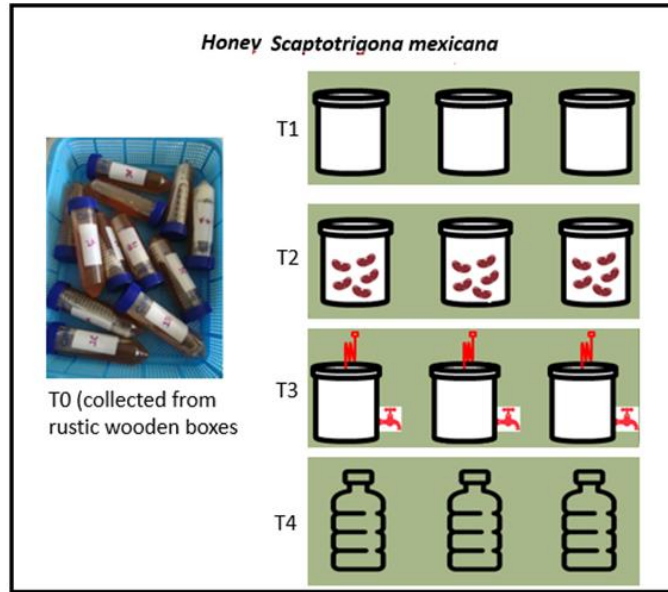 Honey Scaptotrigona mexicana
T1
T2
T3
T0 (collected from
rustic wooden boxes
T4